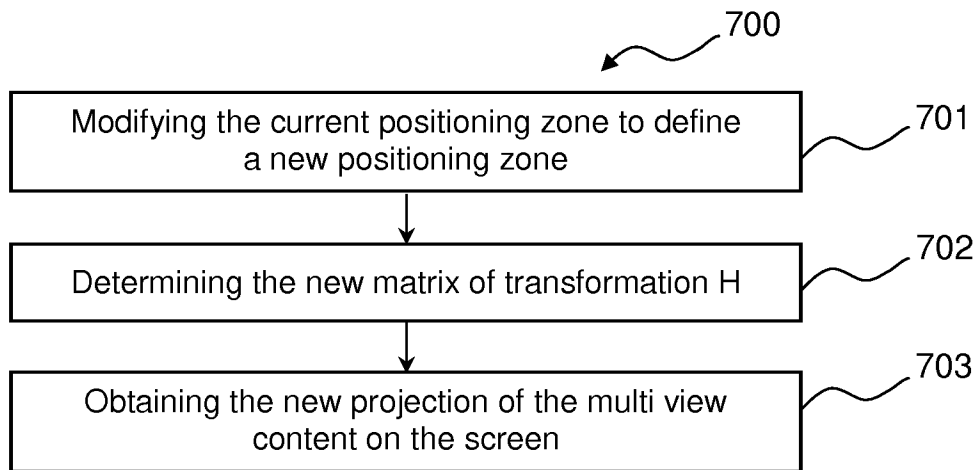 700
Modifying the current positioning zone to define
a new positioning zone
701
Determining the new matrix of transformation H
702
Obtaining the new projection of the multi view
content on the screen
703